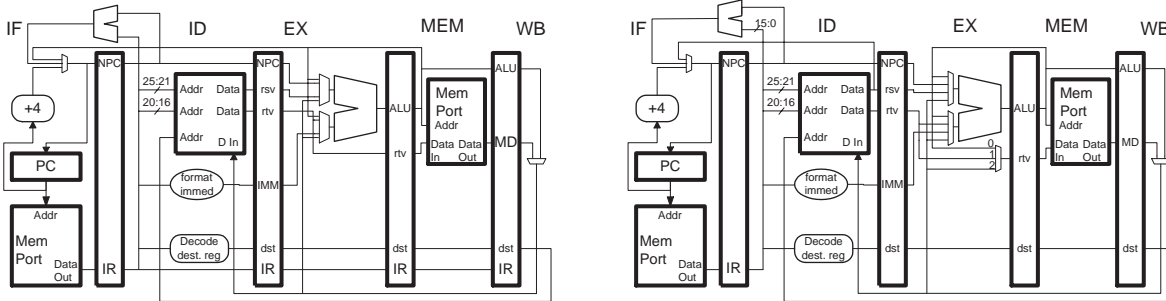 IF
ID
EX
MEM
WB
NPC
NPC
ALU
25:21
Addr
Data
rsv
Mem
Port
+4
20:16
Addr
Data
rtv
ALU
Addr
Addr
D In
rtv
Data
In
Data
Out
MD
PC
format
immed
IMM
Addr
Mem
Port
Decode
dest. reg
dst
dst
dst
Data
Out
IR
IR
IR
IR
IF
15:0
ID
EX
MEM
WB
NPC
NPC
ALU
25:21
Addr
Data
rsv
Mem
Port
+4
20:16
Addr
Data
rtv
ALU
Addr
Addr
D In
0
1
2
rtv
Data
In
Data
Out
MD
PC
format
immed
IMM
Addr
Mem
Port
Decode
dest. reg
dst
dst
dst
Data
Out
IR